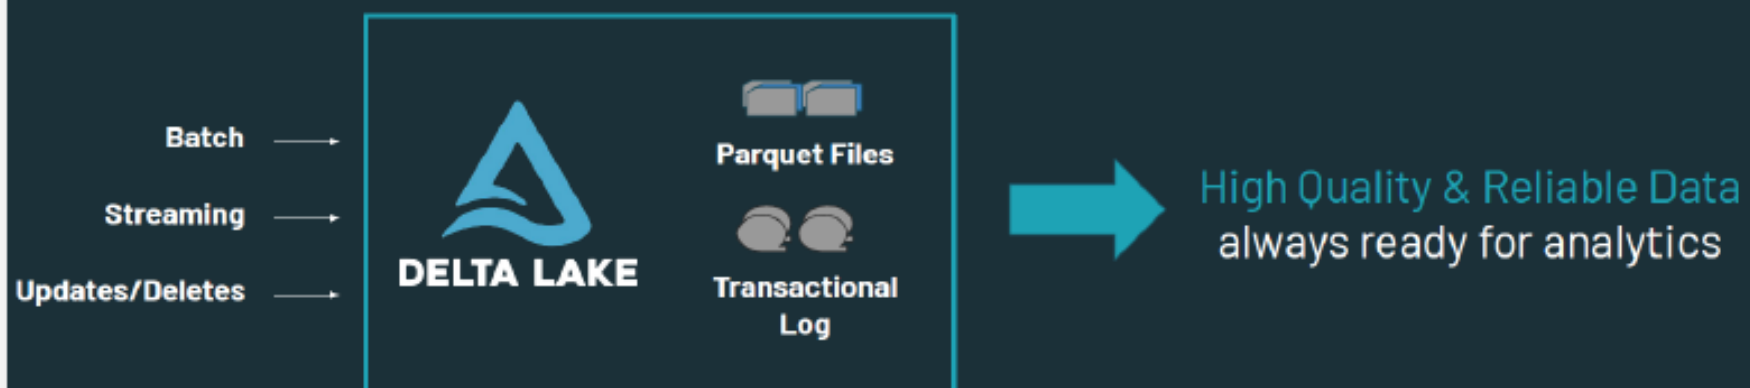 Batch
Streaming
Updates/Deletes
DELTA LAKE
Parquet Files
Transactional
Log
High Quality & Reliable Data
always ready for analytics